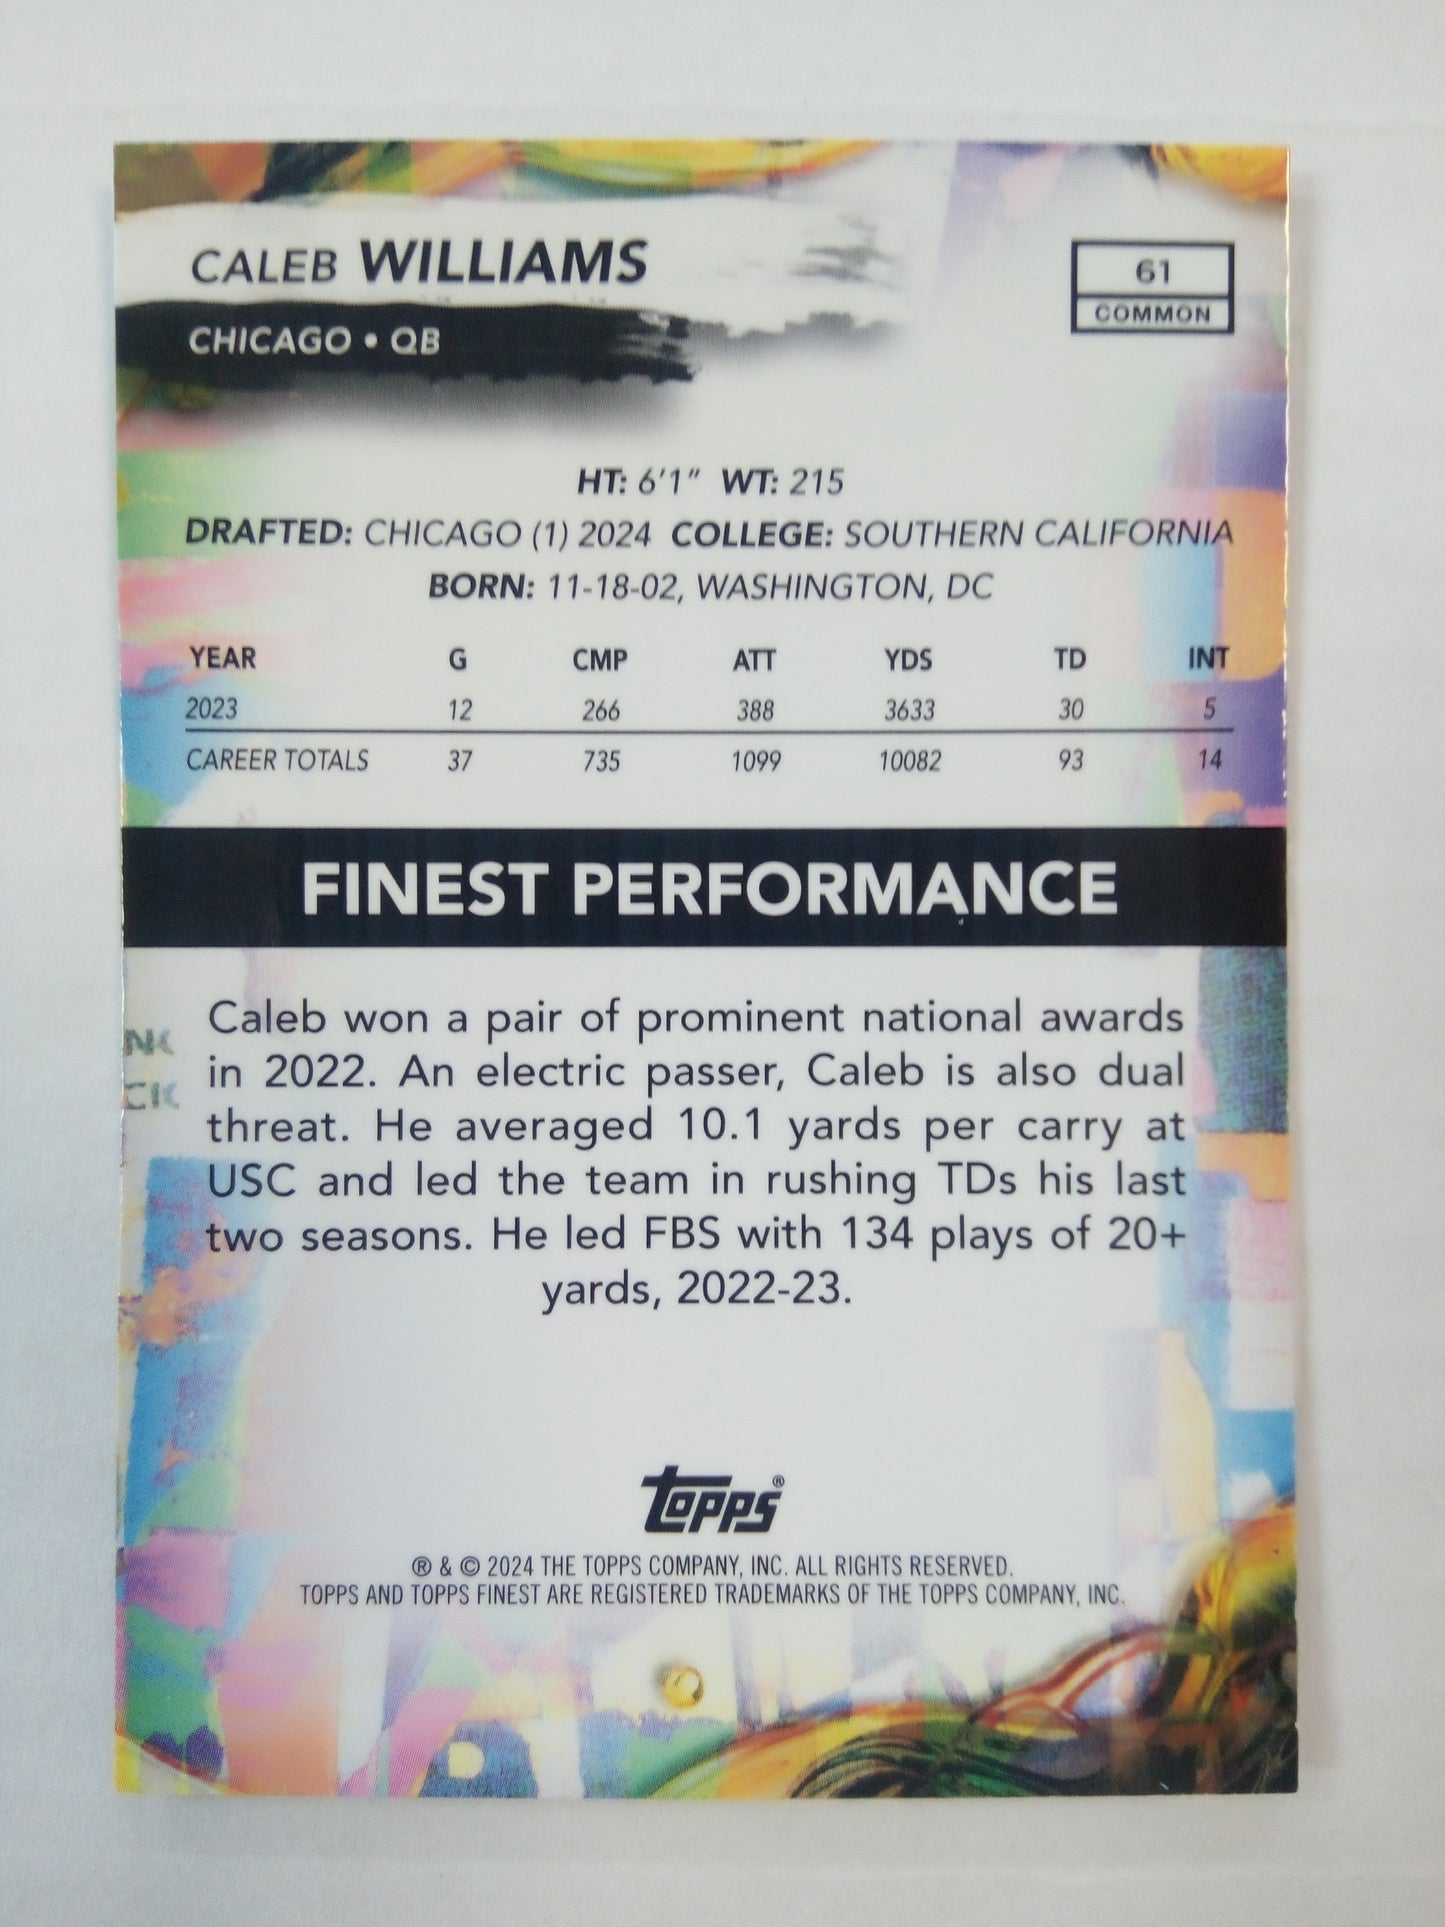 CALEB WILLIAMS
61
COMMON
CHICAGO • QB
HT: 6'1" WT: 215
DRAFTED: CHICAGO (1) 2024 COLLEGE: SOUTHERN CALIFORNIA
BORN: 11-18-02, WASHINGTON, DC
YEAR G CMP ATT YDS TD INT
2023 12 266 388 3633 30 5
CAREER TOTALS 37 735 1099 10082 93 14
FINEST PERFORMANCE
Caleb won a pair of prominent national awards
in 2022. An electric passer, Caleb is also dual
threat. He averaged 10.1 yards per carry at
USC and led the team in rushing TDs his last
two seasons. He led FBS with 134 plays of 20+
yards, 2022-23.
topps®
® & © 2024 THE TOPPS COMPANY, INC. ALL RIGHTS RESERVED.
TOPPS AND TOPPS FINEST ARE REGISTERED TRADEMARKS OF THE TOPPS COMPANY, INC.